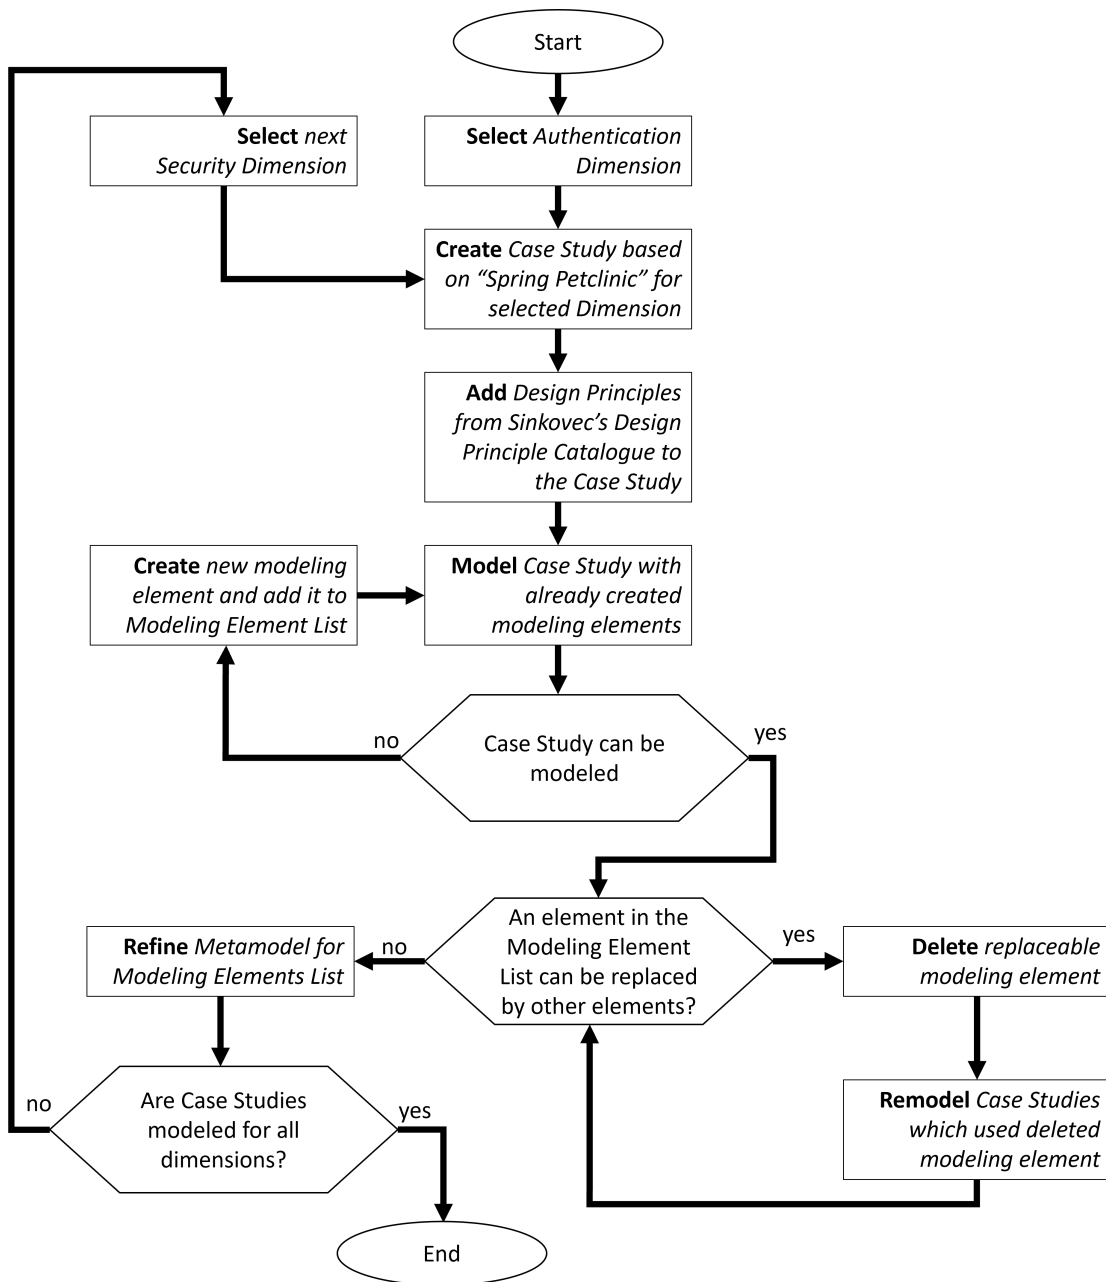 Start
Select next
Security Dimension
Select Authentication
Dimension
Create Case Study based
on “Spring Petclinic” for
selected Dimension
Add Design Principles
from Sinkovec’s Design
Principle Catalogue to
the Case Study
Create new modeling
element and add it to
Modeling Element List
Model Case Study with
already created
modeling elements
no
Case Study can be
modeled
yes
Refine Metamodel for
Modeling Elements List
no
An element in the
Modeling Element
List can be replaced
by other elements?
yes
Delete replaceable
modeling element
no
Are Case Studies
modeled for all
dimensions?
yes
Remodel Case Studies
which used deleted
modeling element
End